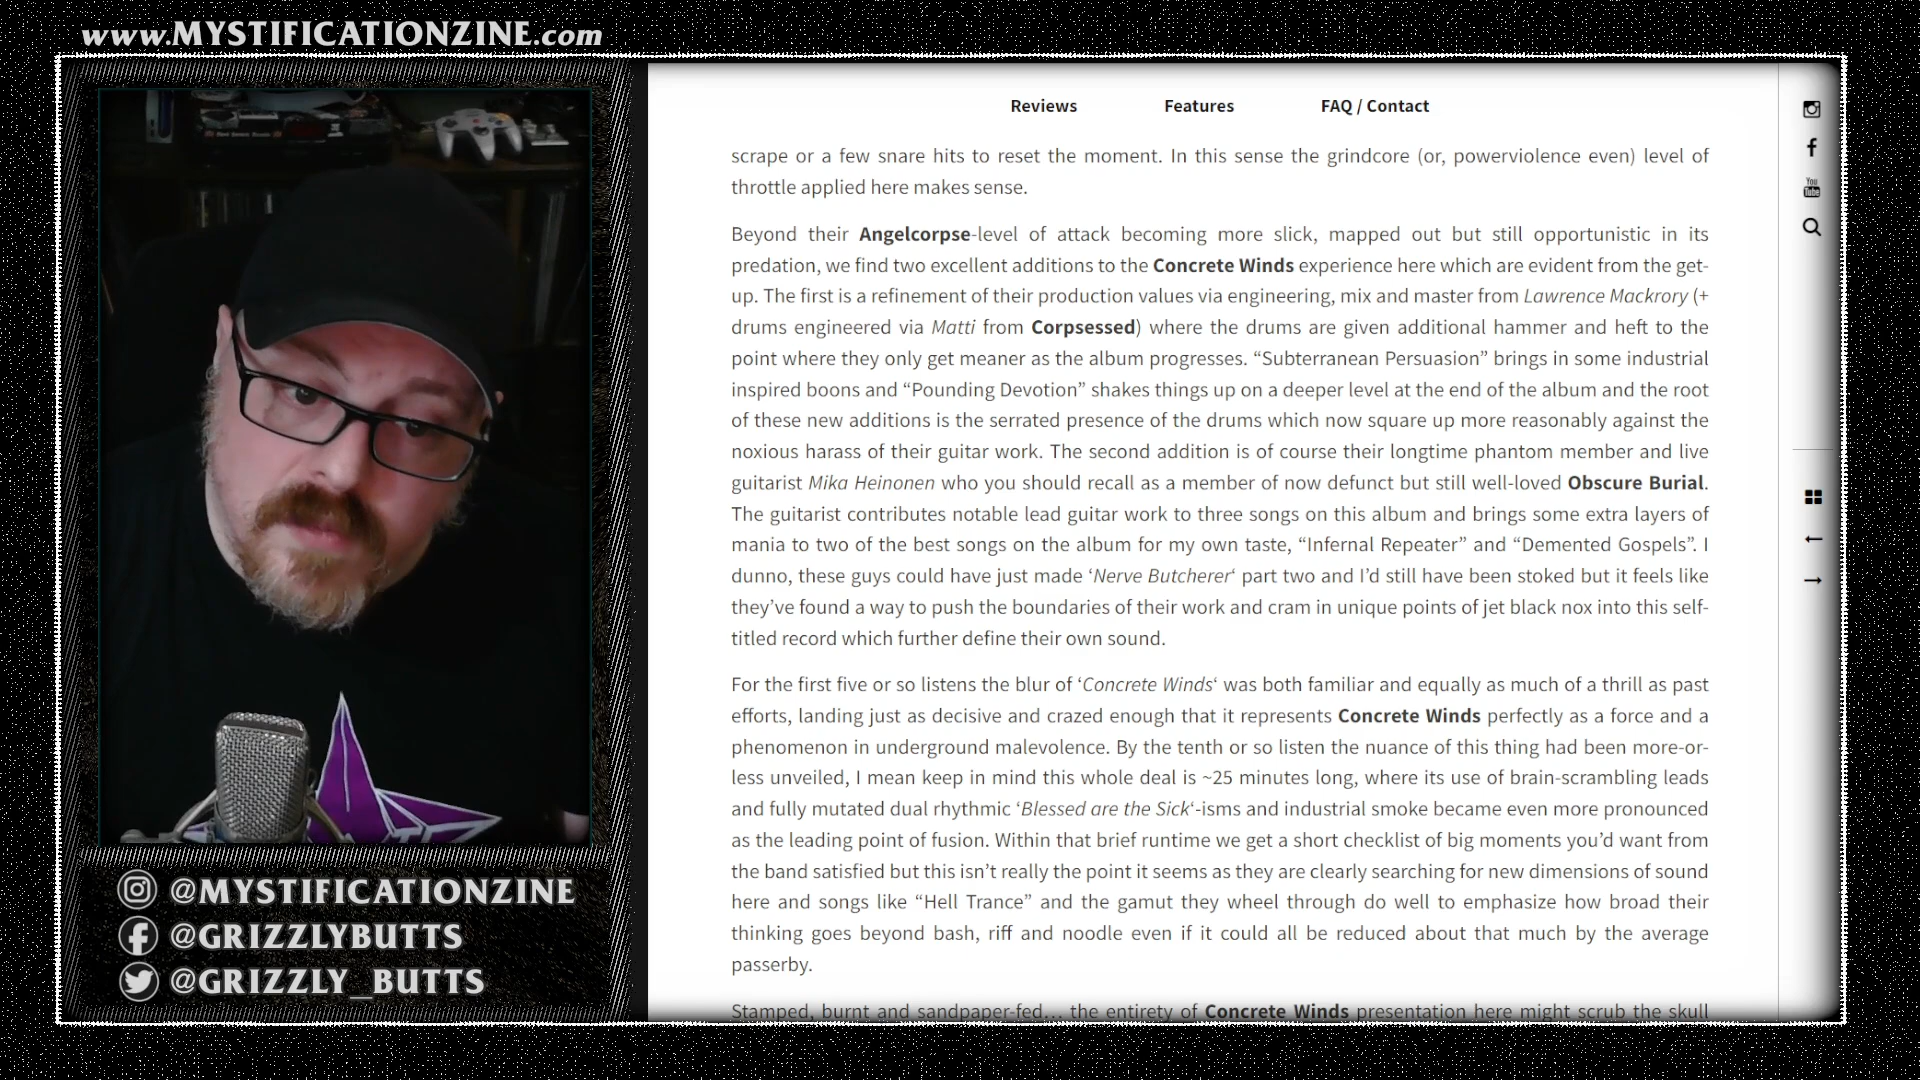 www.MYSTIFICATIONZINE.com
Reviews
Features
FAQ / Contact
scrape or a few snare hits to reset the moment. In this sense the grindcore (or, powerviolence even) level of
throttle applied here makes sense.
Beyond their Angelcorpse-level of attack becoming more slick, mapped out but still opportunistic in its
predation, we find two excellent additions to the Concrete Winds experience here which are evident from the get-
up. The first is a refinement of their production values via engineering, mix and master from Lawrence Mackrory (+
drums engineered via Matti from Corpsessed) where the drums are given additional hammer and heft to the
point where they only get meaner as the album progresses. “Subterranean Persuasion” brings in some industrial
inspired boons and “Pounding Devotion” shakes things up on a deeper level at the end of the album and the root
of these new additions is the serrated presence of the drums which now square up more reasonably against the
noxious harass of their guitar work. The second addition is of course their longtime phantom member and live
guitarist Mika Heinonen who you should recall as a member of now defunct but still well-loved Obscure Burial.
The guitarist contributes notable lead guitar work to three songs on this album and brings some extra layers of
mania to two of the best songs on the album for my own taste, “Infernal Repeater” and “Demented Gospels”. I
dunno, these guys could have just made ‘Nerve Butcherer‘ part two and I’d still have been stoked but it feels like
they’ve found a way to push the boundaries of their work and cram in unique points of jet black nox into this self-
titled record which further define their own sound.
For the first five or so listens the blur of ‘Concrete Winds‘ was both familiar and equally as much of a thrill as past
efforts, landing just as decisive and crazed enough that it represents Concrete Winds perfectly as a force and a
phenomenon in underground malevolence. By the tenth or so listen the nuance of this thing had been more-or-
less unveiled, I mean keep in mind this whole deal is ~25 minutes long, where its use of brain-scrambling leads
and fully mutated dual rhythmic ‘Blessed are the Sick‘-isms and industrial smoke became even more pronounced
as the leading point of fusion. Within that brief runtime we get a short checklist of big moments you’d want from
the band satisfied but this isn’t really the point it seems as they are clearly searching for new dimensions of sound
here and songs like “Hell Trance” and the gamut they wheel through do well to emphasize how broad their
thinking goes beyond bash, riff and noodle even if it could all be reduced about that much by the average
passerby.
Stamped, burnt and sandpaper-fed… the entirety of Concrete Winds presentation here might scrub the skull
You
Tube
@MYSTIFICATIONZINE
@GRIZZLYBUTTS
@GRIZZLY_BUTTS